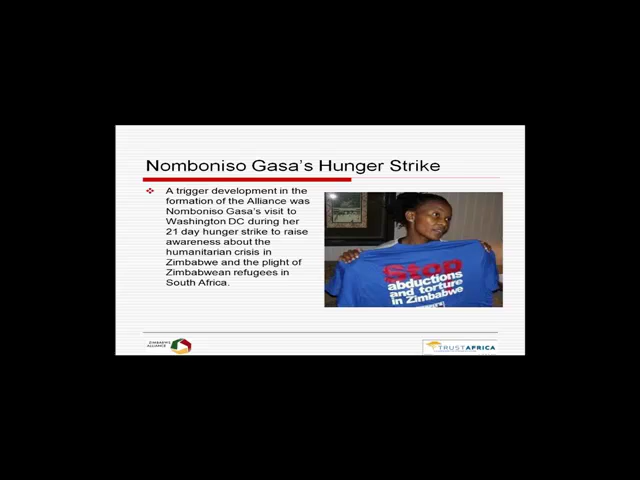 Nomboniso Gasa's Hunger Strike
A trigger development in the
formation of the Alliance was
Nomboniso Gasa's visit to
Washington DC during her
21 day hunger strike to raise
awareness about the
humanitarian crisis in
Zimbabwe and the plight of
Zimbabwean refugees in
South Africa.
Stop
abductions
and torture
in Zimbabwe
ZIMBABWE
ALLIANCE
TRUSTAFRICA